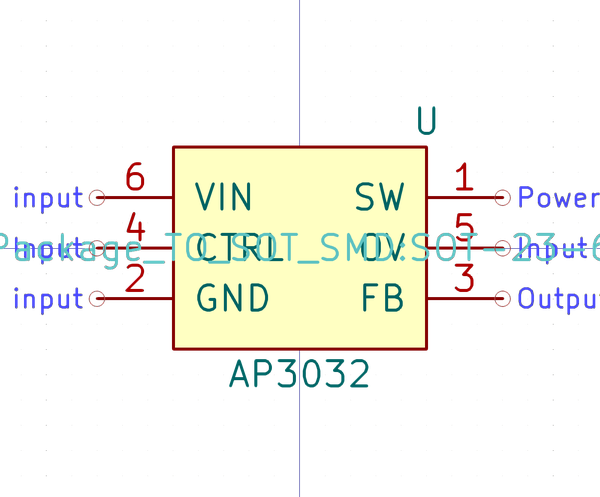 U
input 6 VIN SW 1 Power
input 4 CTRL OV 5 Input
Package_TO_SOT_SMD:SOT-23-6
input 2 GND FB 3 Output
AP3032